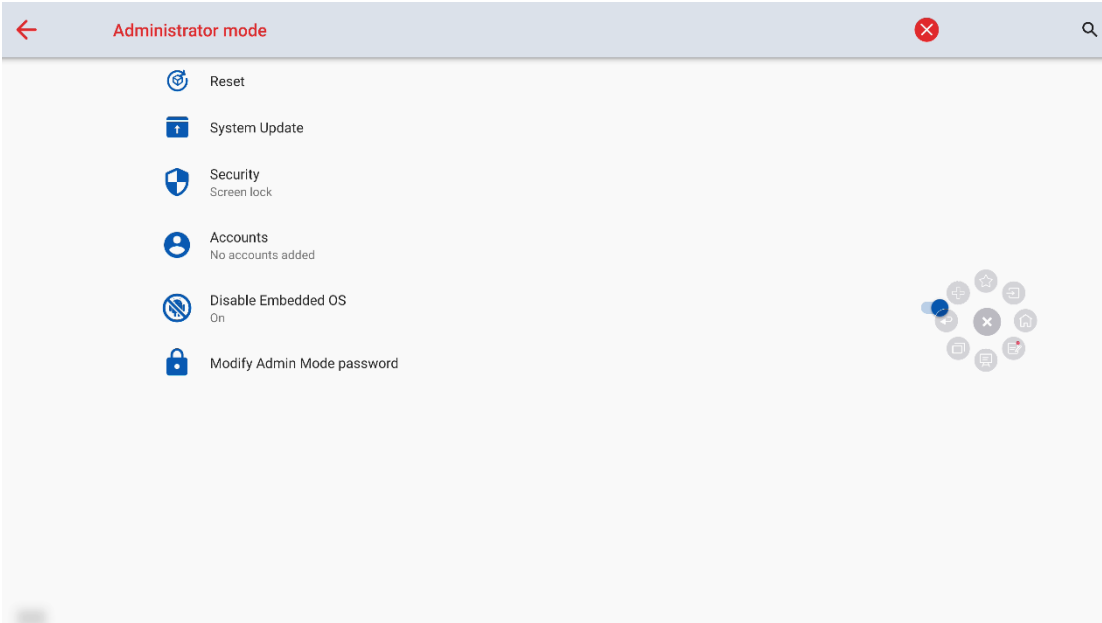 Administrator mode
Reset
System Update
Security
Screen lock
Accounts
No accounts added
Disable Embedded OS
On
Modify Admin Mode password